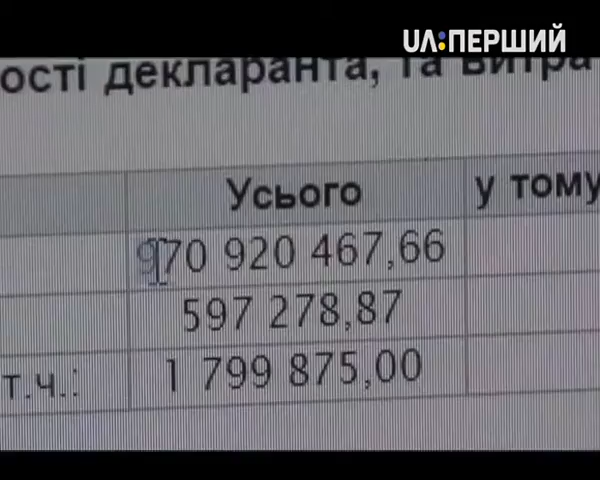 UA:ПЕРШИЙ
ості декларанта, та витра
Усього
у тому
970 920 467,66
597 278,87
т.ч.:
1 799 875,00